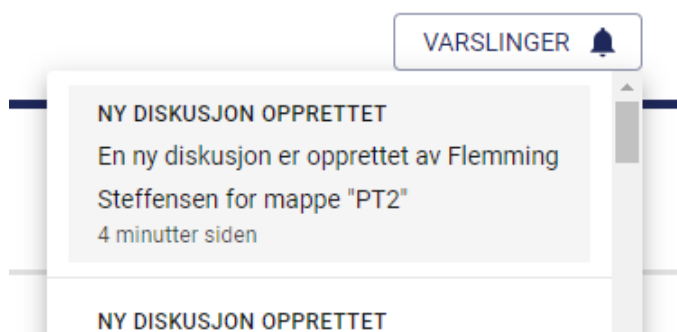 VARSLINGER
NY DISKUSJON OPPRETTET
En ny diskusjon er opprettet av Flemming
Steffensen for mappe "PT2"
4 minutter siden
NY DISKUSJON OPPRETTET